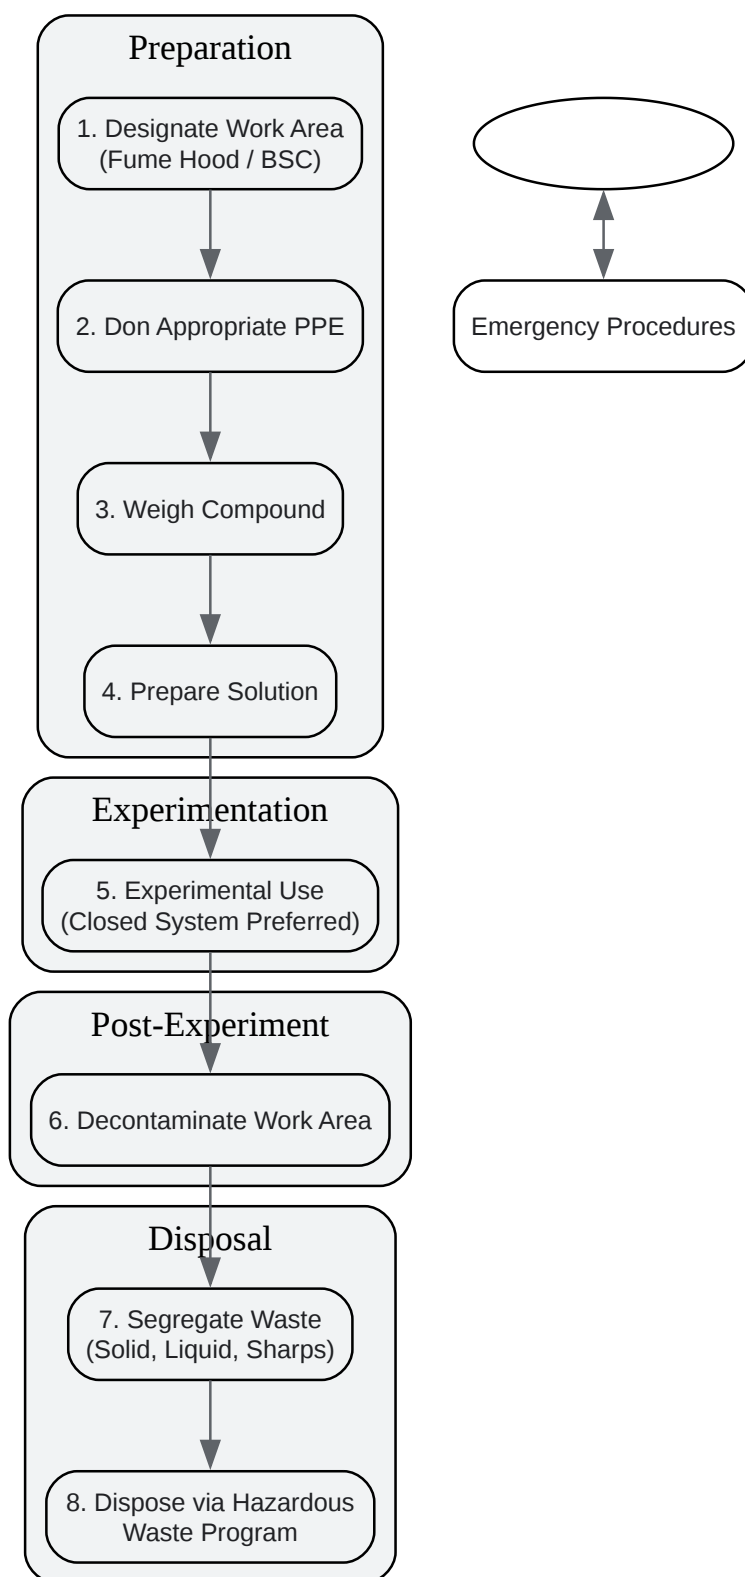 Preparation
1. Designate Work Area
(Fume Hood / BSC)
2. Don Appropriate PPE
Emergency Procedures
3. Weigh Compound
4. Prepare Solution
Experimentation
5. Experimental Use
(Closed System Preferred)
Post-Experiment
6. Decontaminate Work Area
Disposal
7. Segregate Waste
(Solid, Liquid, Sharps)
8. Dispose via Hazardous
Waste Program